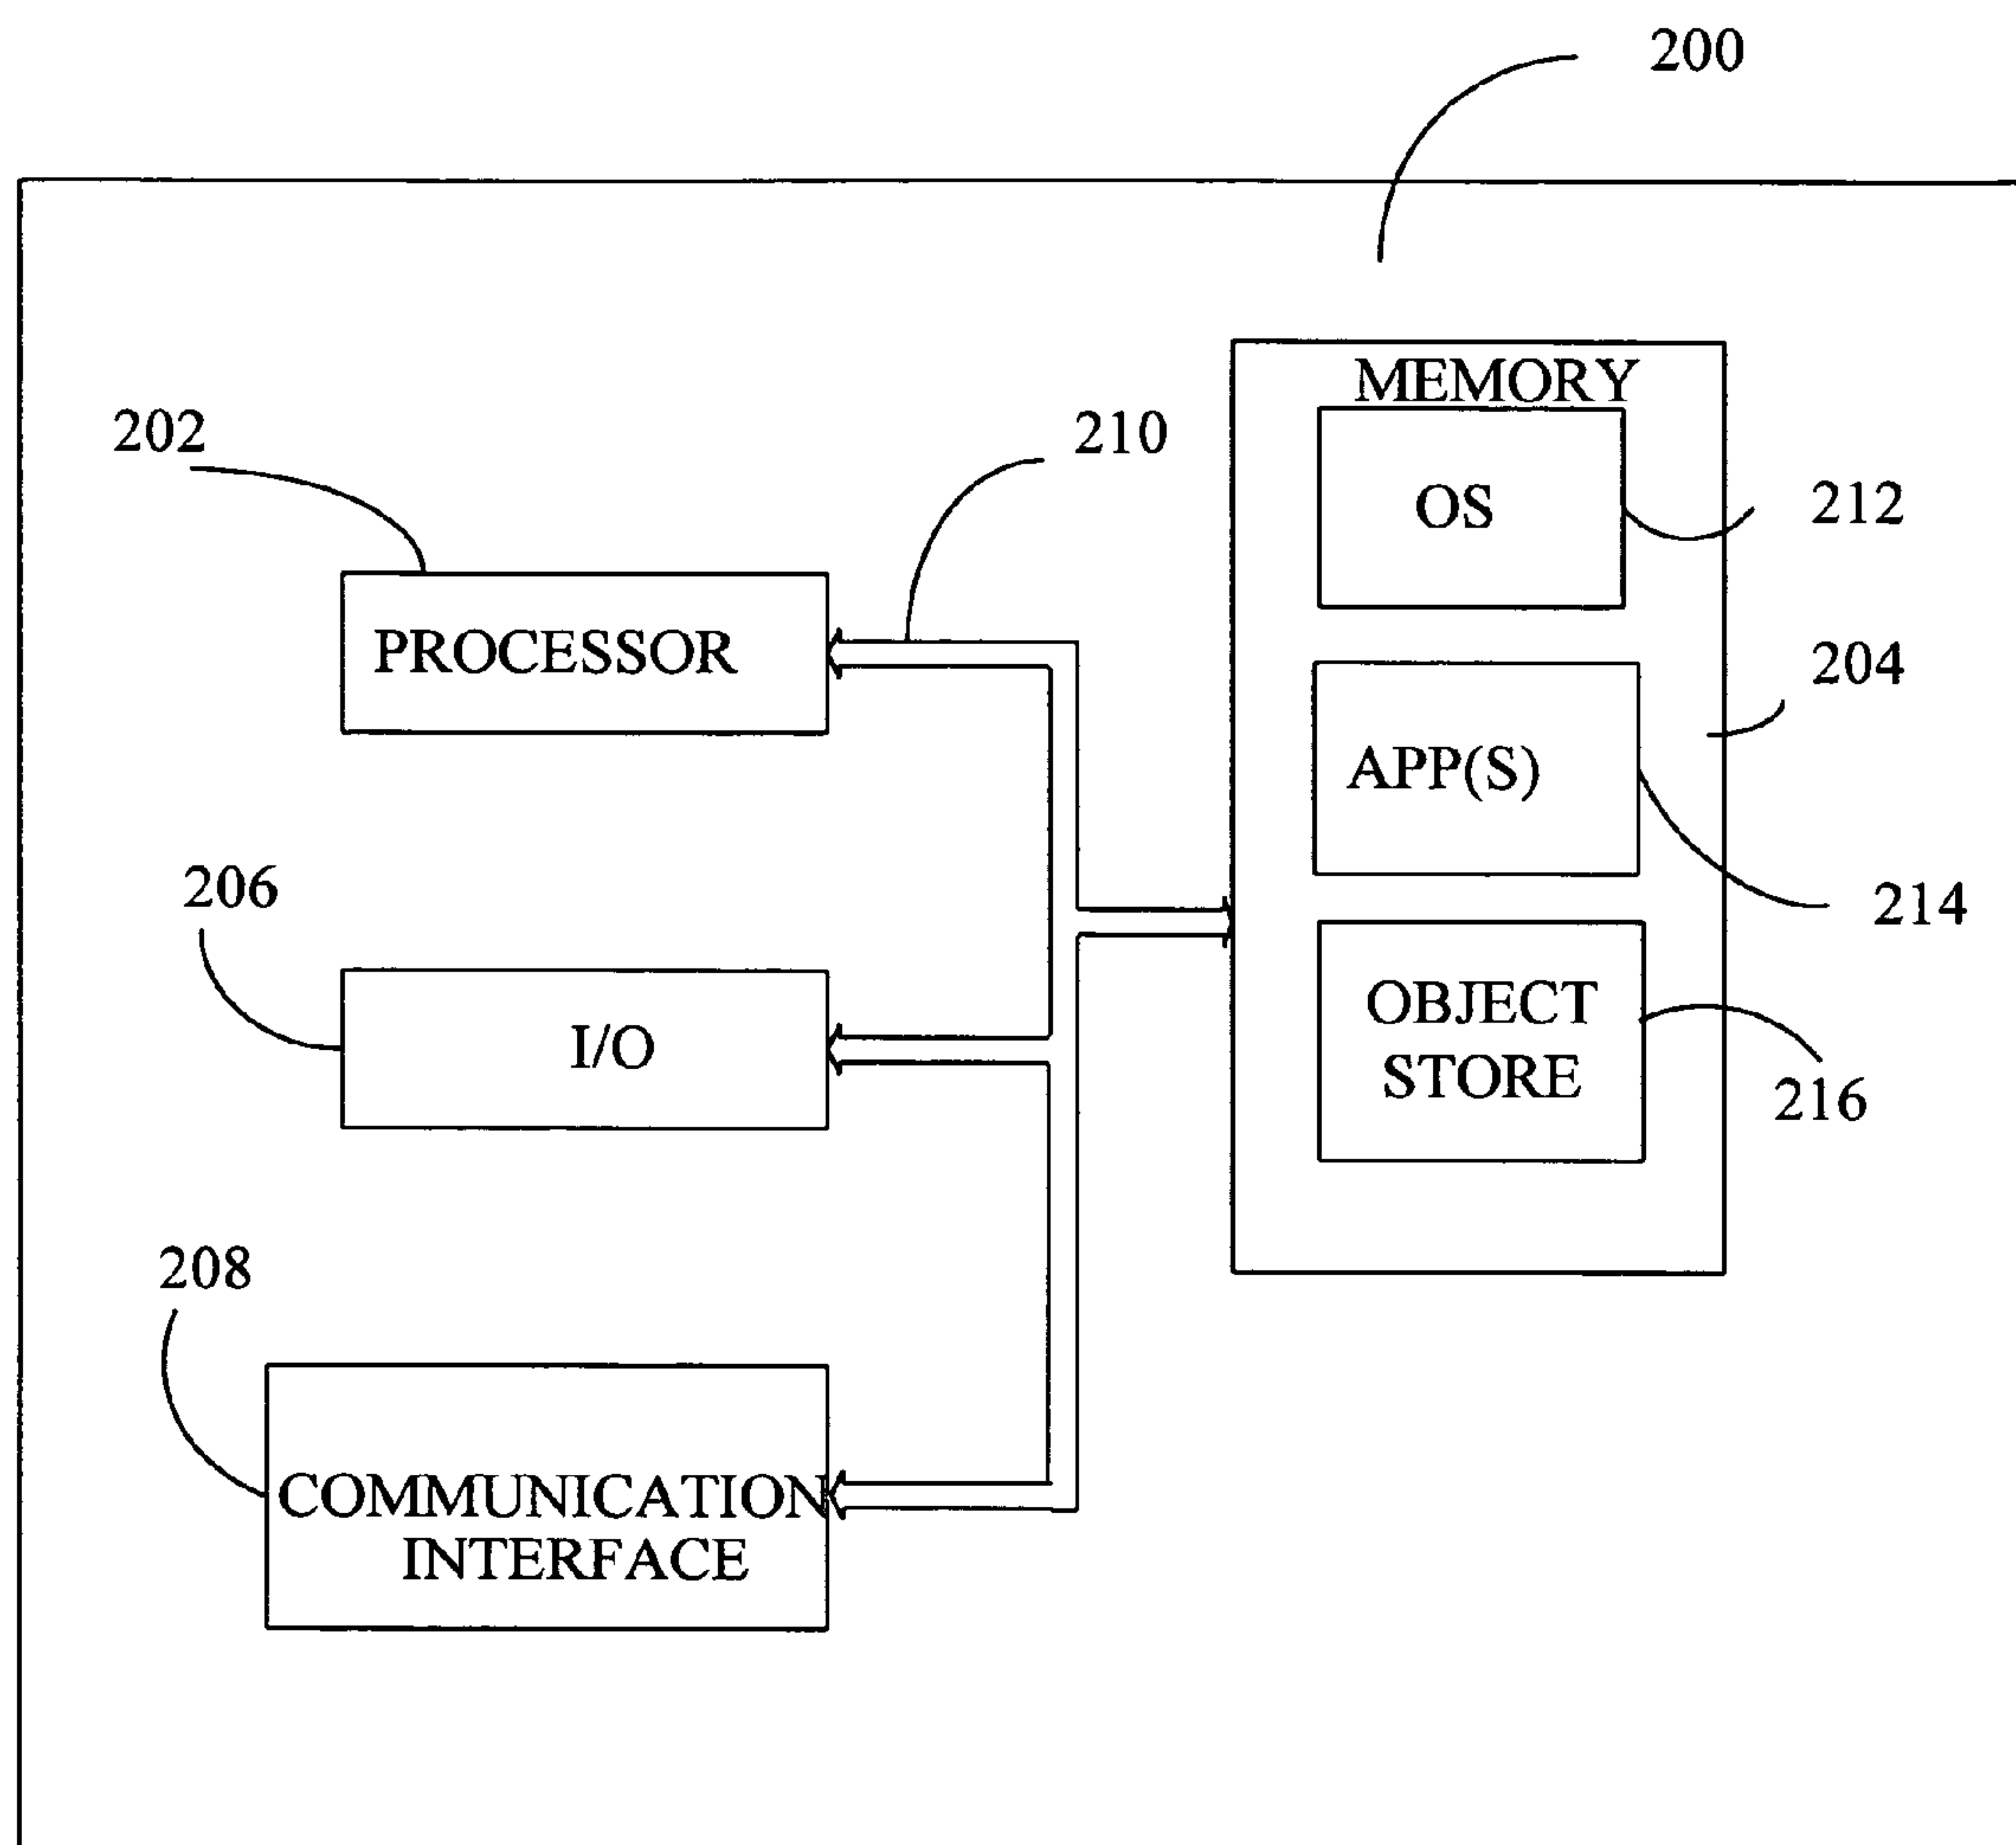 200
MEMORY
202
210
OS
212
PROCESSOR
204
APP(S)
206
214
I/O
OBJECT
STORE
216
208
COMMUNICATION
INTERFACE